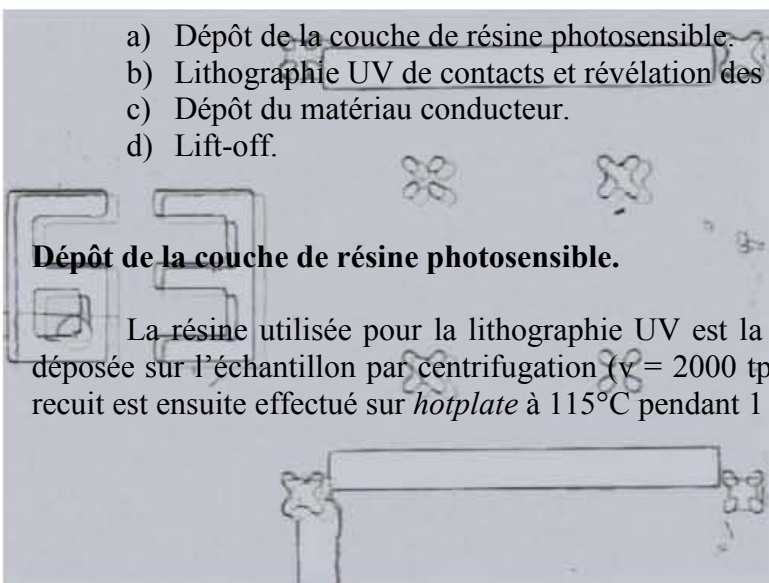 a) Dépôt de la couche de résine photosensible.
b) Lithographie UV de contacts et révélation des
c) Dépôt du matériau conducteur.
d) Lift-off.
63
Dépôt de la couche de résine photosensible.
La résine utilisée pour la lithographie UV est la
déposée sur l’échantillon par centrifugation (v = 2000 tp
recuit est ensuite effectué sur hotplate à 115°C pendant 1